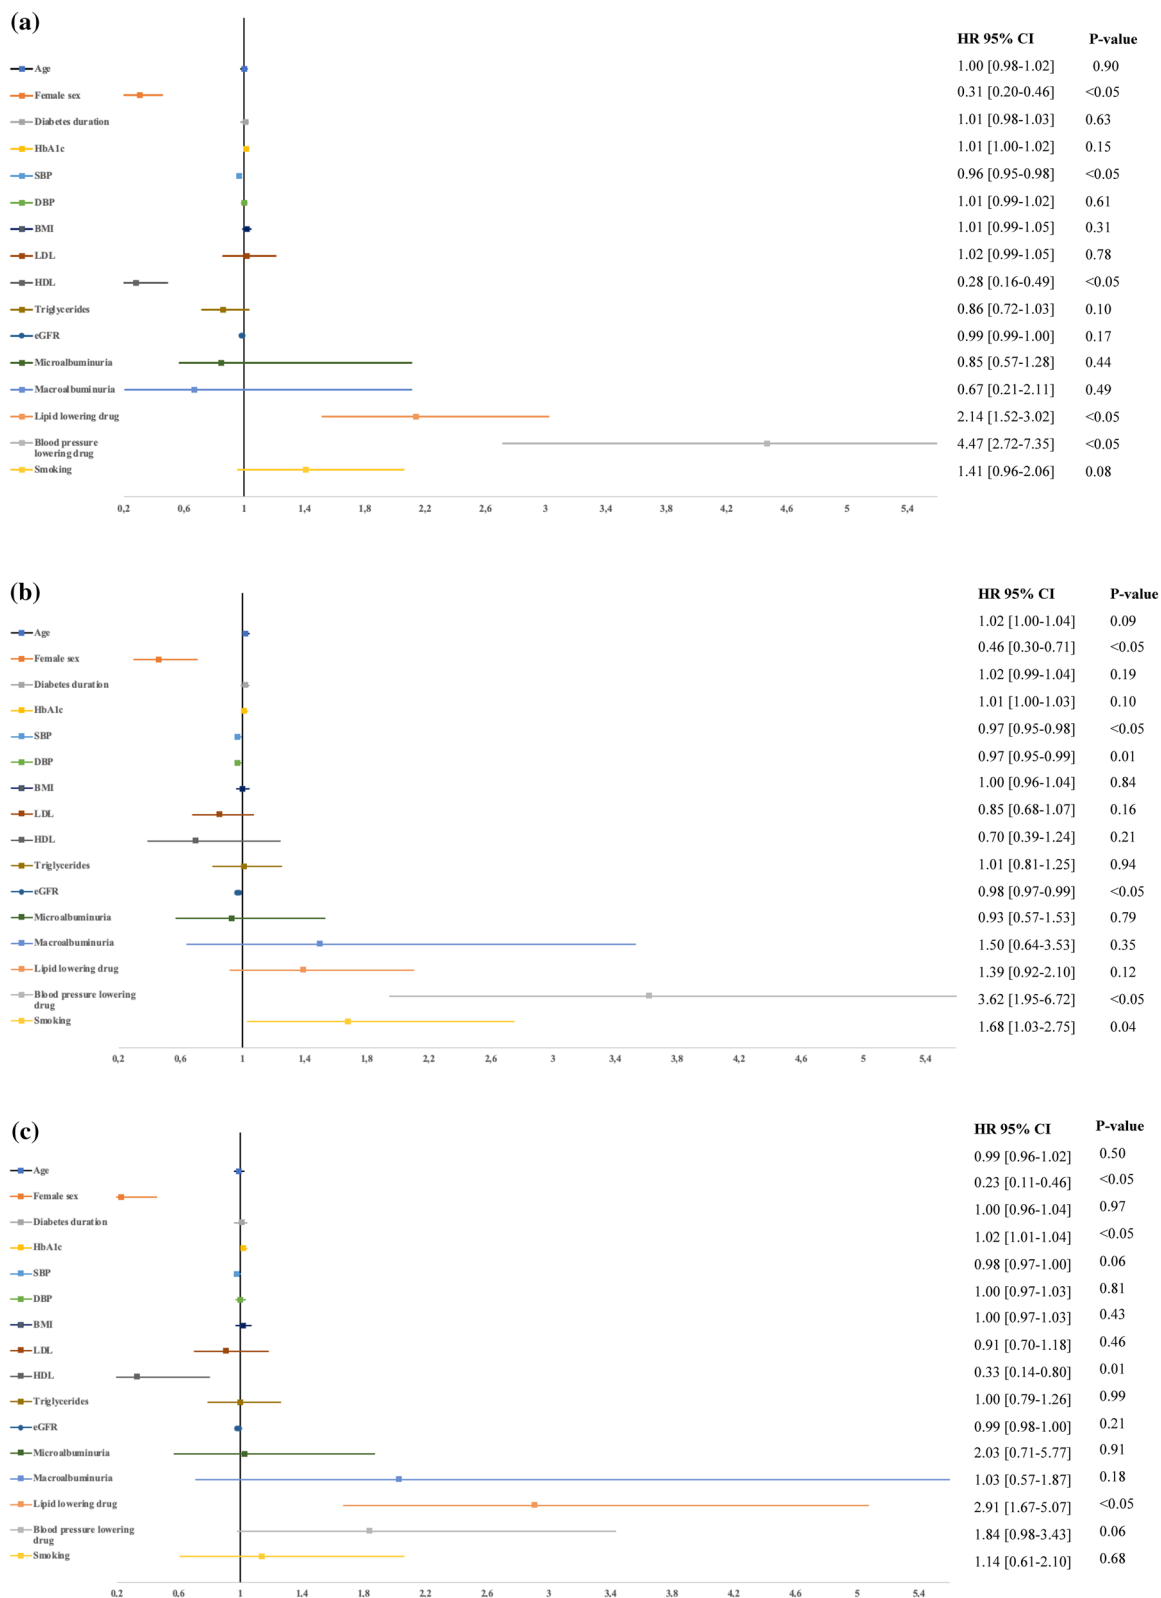 (a)
HR 95% CI P-value
Age 1.00 [0.98-1.02] 0.90
Female sex 0.31 [0.20-0.46] <0.05
Diabetes duration 1.01 [0.98-1.03] 0.63
HbA1c 1.01 [1.00-1.02] 0.15
SBP 0.96 [0.95-0.98] <0.05
DBP 1.01 [0.99-1.02] 0.61
BMI 1.01 [0.99-1.05] 0.31
LDL 1.02 [0.99-1.05] 0.78
HDL 0.28 [0.16-0.49] <0.05
Triglycerides 0.86 [0.72-1.03] 0.10
eGFR 0.99 [0.99-1.00] 0.17
Microalbuminuria 0.85 [0.57-1.28] 0.44
Macroalbuminuria 0.67 [0.21-2.11] 0.49
Lipid lowering drug 2.14 [1.52-3.02] <0.05
Blood pressure
lowering drug 4.47 [2.72-7.35] <0.05
Smoking 1.41 [0.96-2.06] 0.08
0,2 0,6 1 1,4 1,8 2,2 2,6 3 3,4 3,8 4,2 4,6 5 5,4
(b)
HR 95% CI P-value
Age 1.02 [1.00-1.04] 0.09
Female sex 0.46 [0.30-0.71] <0.05
Diabetes duration 1.02 [0.99-1.04] 0.19
HbA1c 1.01 [1.00-1.03] 0.10
SBP 0.97 [0.95-0.98] <0.05
DBP 0.97 [0.95-0.99] 0.01
BMI 1.00 [0.96-1.04] 0.84
LDL 0.85 [0.68-1.07] 0.16
HDL 0.70 [0.39-1.24] 0.21
Triglycerides 1.01 [0.81-1.25] 0.94
eGFR 0.98 [0.97-0.99] <0.05
Microalbuminuria 0.93 [0.57-1.53] 0.79
Macroalbuminuria 1.50 [0.64-3.53] 0.35
Lipid lowering drug 1.39 [0.92-2.10] 0.12
Blood pressure lowering
drug 3.62 [1.95-6.72] <0.05
Smoking 1.68 [1.03-2.75] 0.04
0,2 0,6 1 1,4 1,8 2,2 2,6 3 3,4 3,8 4,2 4,6 5 5,4
(c)
HR 95% CI P-value
Age 0.99 [0.96-1.02] 0.50
Female sex 0.23 [0.11-0.46] <0.05
Diabetes duration 1.00 [0.96-1.04] 0.97
HbA1c 1.02 [1.01-1.04] <0.05
SBP 0.98 [0.97-1.00] 0.06
DBP 1.00 [0.97-1.03] 0.81
BMI 1.00 [0.97-1.03] 0.43
LDL 0.91 [0.70-1.18] 0.46
HDL 0.33 [0.14-0.80] 0.01
Triglycerides 1.00 [0.79-1.26] 0.99
eGFR 0.99 [0.98-1.00] 0.21
Microalbuminuria 2.03 [0.71-5.77] 0.91
Macroalbuminuria 1.03 [0.57-1.87] 0.18
Lipid lowering drug 2.91 [1.67-5.07] <0.05
Blood pressure lowering
drug 1.84 [0.98-3.43] 0.06
Smoking 1.14 [0.61-2.10] 0.68
0,2 0,6 1 1,4 1,8 2,2 2,6 3 3,4 3,8 4,2 4,6 5 5,4